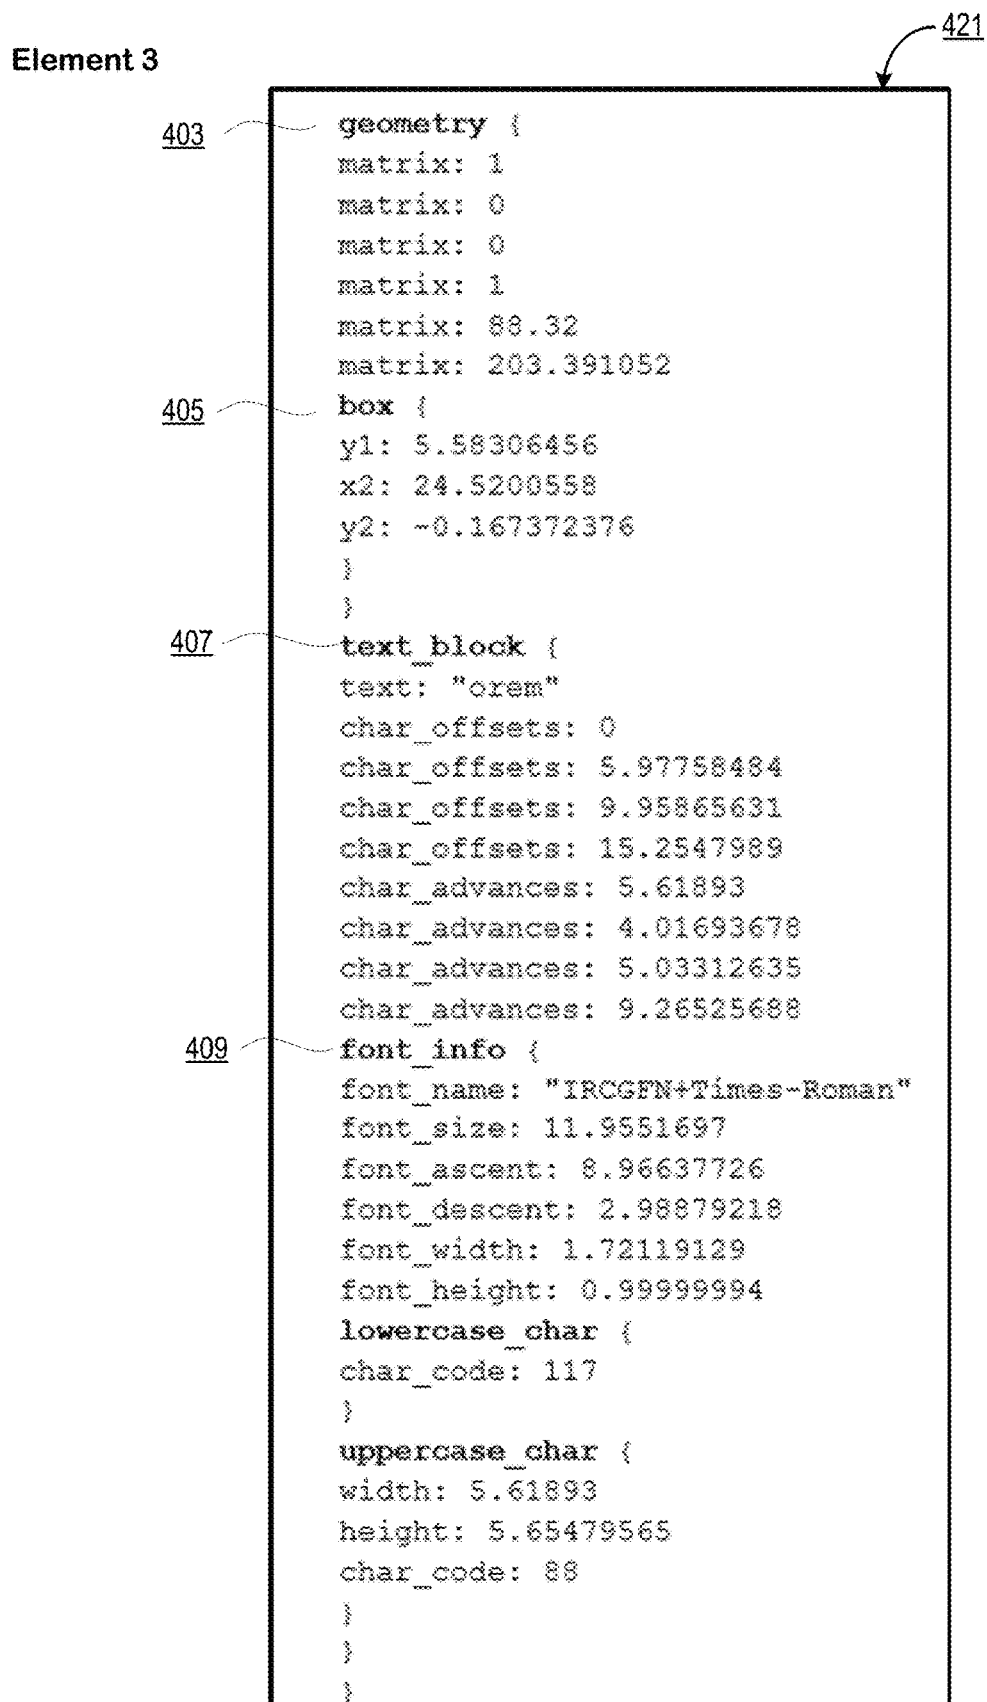 421
Element 3
403
geometry {
matrix: 1
matrix: 0
matrix: 0
matrix: 1
matrix: 88.32
matrix: 203.391052
405
box {
y1: 5.58306456
x2: 24.5200558
y2: -0.167372376
}
}
407
text_block {
text: "orem"
char_offsets: 0
char_offsets: 5.97758484
char_offsets: 9.95865631
char_offsets: 15.2547989
char_advances: 5.61893
char_advances: 4.01693678
char_advances: 5.03312635
char_advances: 9.26525688
409
font_info {
font_name: "IRCGFN+Times-Roman"
font_size: 11.9551697
font_ascent: 8.96637726
font_descent: 2.98879218
font_width: 1.72119129
font_height: 0.99999994
lowercase_char {
char_code: 117
}
uppercase_char {
width: 5.61893
height: 5.65479565
char_code: 88
}
}
}